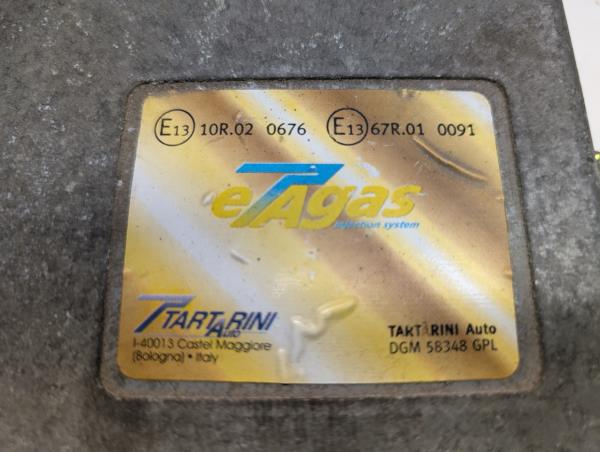 E13 10R.02 0676 E13 67R.01 0091
eTAgas
injection system
TARTARINI
Auto
I-40013 Castel Maggiore
(Bologna) • Italy
TARTARINI Auto
DGM 58348 GPL